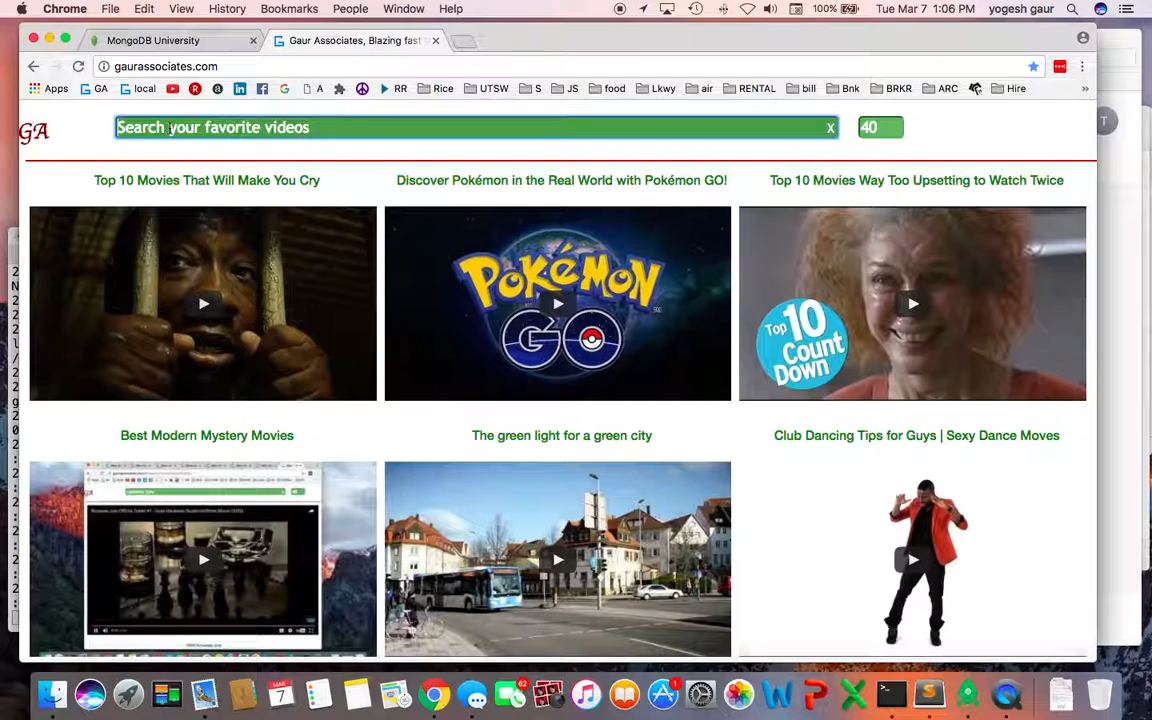 Chrome File Edit View History Bookmarks People Window Help 100% Tue Mar 7 1:06 PM yogesh gaur
MongoDB University Gaur Associates, Blazing fast
gaurassociates.com
Apps GA local A RR Rice UTSW S JS food Lkwy air RENTAL bill Bnk BRKR ARC Hire »
GA Search your favorite videos x 40
T
Top 10 Movies That Will Make You Cry Discover Pokémon in the Real World with Pokémon GO! Top 10 Movies Way Too Upsetting to Watch Twice
POKÉMON
GO
Top
10
Count
Down
Best Modern Mystery Movies The green light for a green city Club Dancing Tips for Guys | Sexy Dance Moves
62
7
1